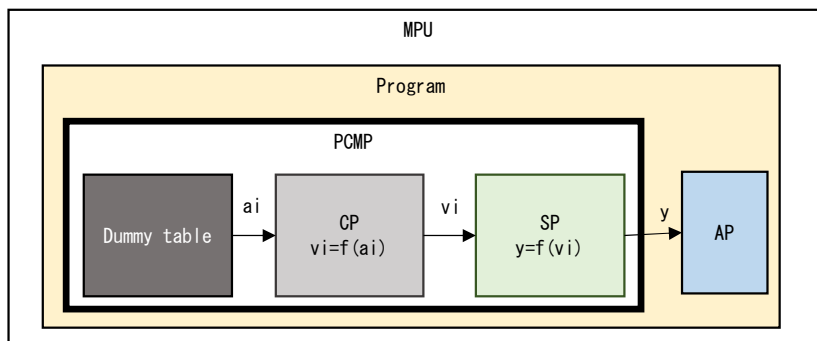 MPU
Program
PCMP
Dummy table
ai
CP
vi=f(ai)
vi
SP
y=f(vi)
y
AP